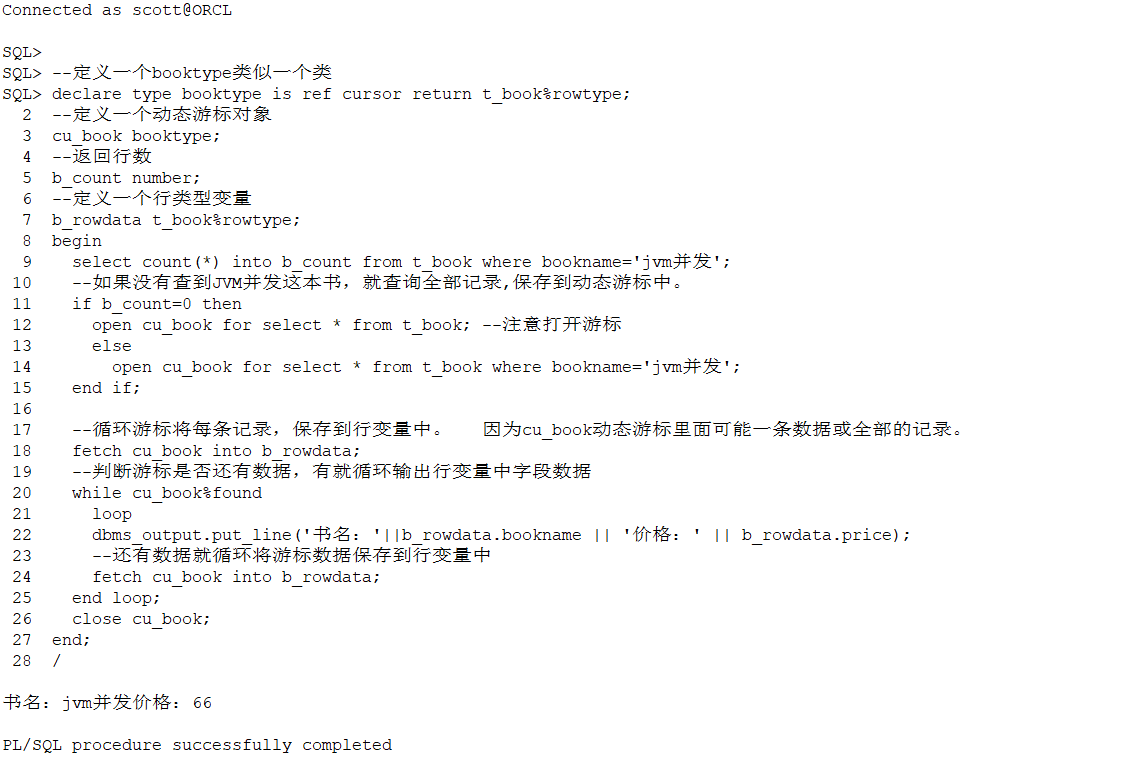 Connected as scott@ORCL
SQL>
SQL> --定义一个booktype类似一个类
SQL> declare type booktype is ref cursor return t_book%rowtype;
2 --定义一个动态游标对象
3 cu_book booktype;
4 --返回行数
5 b_count number;
6 --定义一个行类型变量
7 b_rowdata t_book%rowtype;
8 begin
9 select count(*) into b_count from t_book where bookname='jvm并发';
10 --如果没有查到JVM并发这本书，就查询全部记录,保存到动态游标中。
11 if b_count=0 then
12 open cu_book for select * from t_book; --注意打开游标
13 else
14 open cu_book for select * from t_book where bookname='jvm并发';
15 end if;
16
17 --循环游标将每条记录，保存到行变量中。 因为cu_book动态游标里面可能一条数据或全部的记录。
18 fetch cu_book into b_rowdata;
19 --判断游标是否还有数据，有就循环输出行变量中字段数据
20 while cu_book%found
21 loop
22 dbms_output.put_line('书名：'||b_rowdata.bookname || '价格：' || b_rowdata.price);
23 --还有数据就循环将游标数据保存到行变量中
24 fetch cu_book into b_rowdata;
25 end loop;
26 close cu_book;
27 end;
28 /
书名：jvm并发价格：66
PL/SQL procedure successfully completed